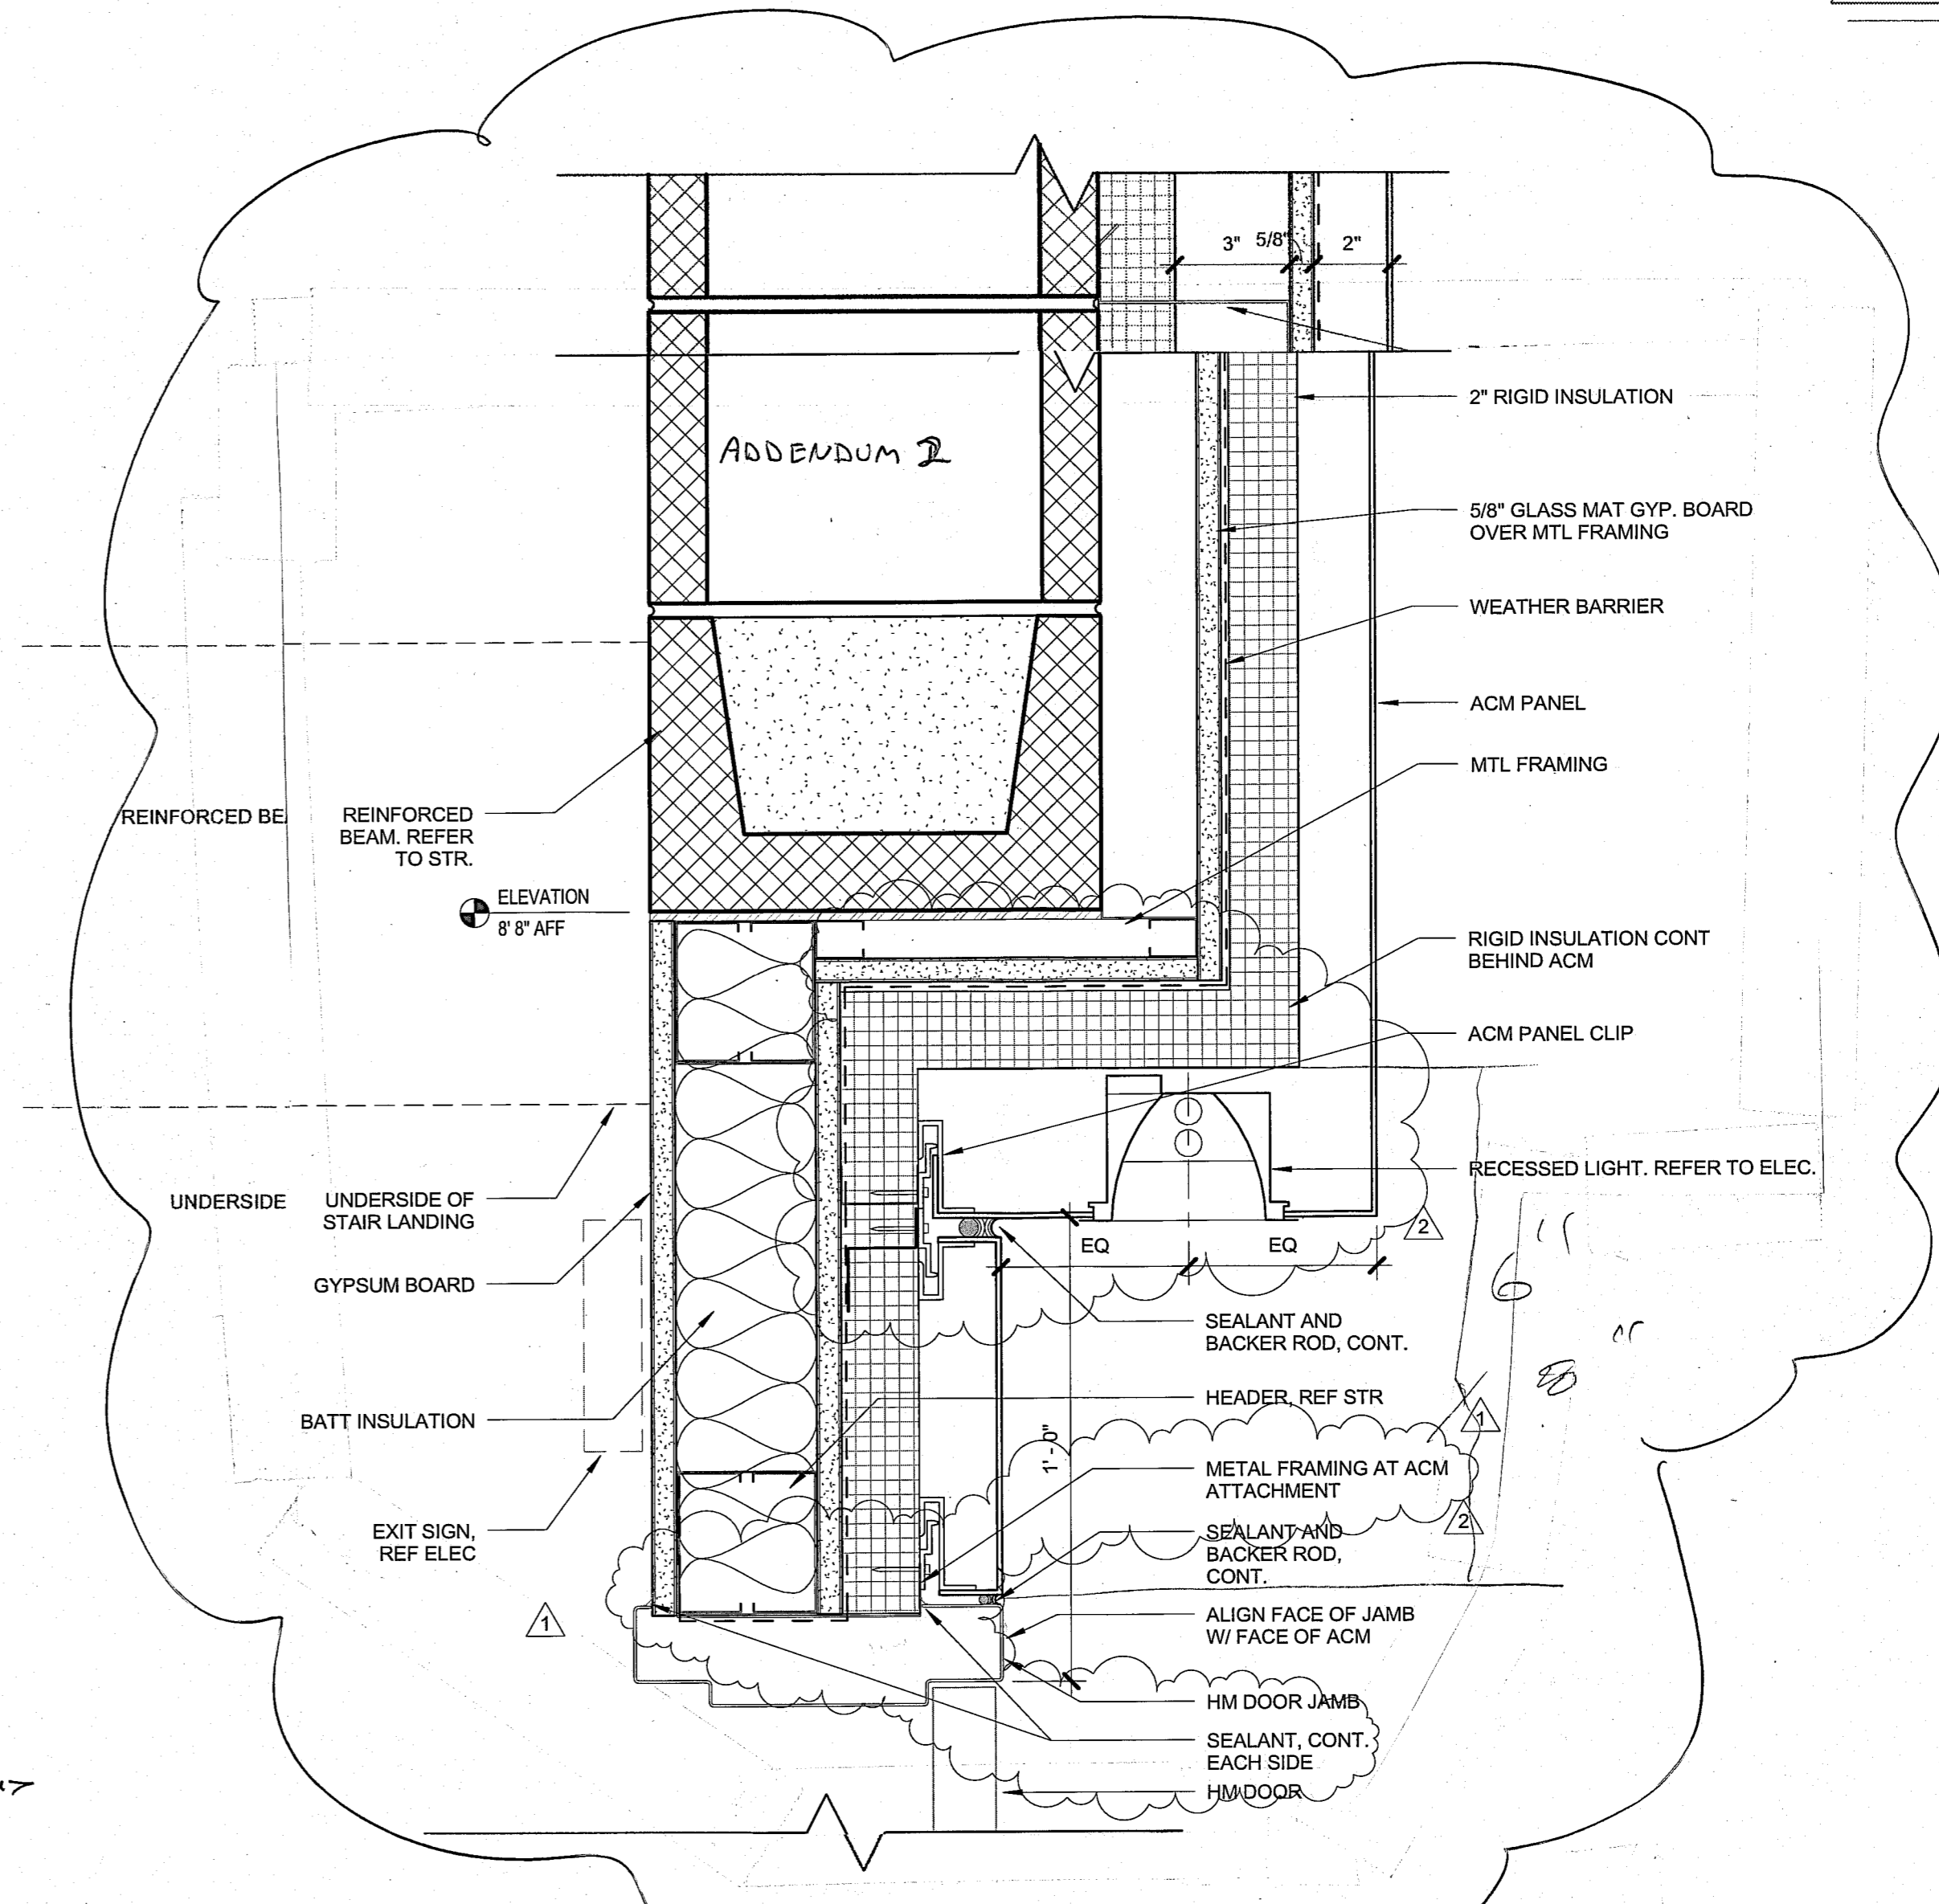 3" 5/8" 2"
2" RIGID INSULATION
ADDENDUM 2
5/8" GLASS MAT GYP. BOARD
OVER MTL FRAMING
WEATHER BARRIER
ACM PANEL
MTL FRAMING
REINFORCED BE
REINFORCED
BEAM. REFER
TO STR.
ELEVATION
8' 8" AFF
RIGID INSULATION CONT
BEHIND ACM
ACM PANEL CLIP
RECESSED LIGHT. REFER TO ELEC.
UNDERSIDE
UNDERSIDE OF
STAIR LANDING
2
EQ EQ
GYPSUM BOARD
6"
SEALANT AND
BACKER ROD, CONT.
8"
HEADER, REF STR
BATT INSULATION
1
1' - 0"
METAL FRAMING AT ACM
ATTACHMENT
2
EXIT SIGN,
REF ELEC
SEALANT AND
BACKER ROD,
CONT.
1
ALIGN FACE OF JAMB
W/ FACE OF ACM
HM DOOR JAMB
SEALANT, CONT.
EACH SIDE
HM DOOR